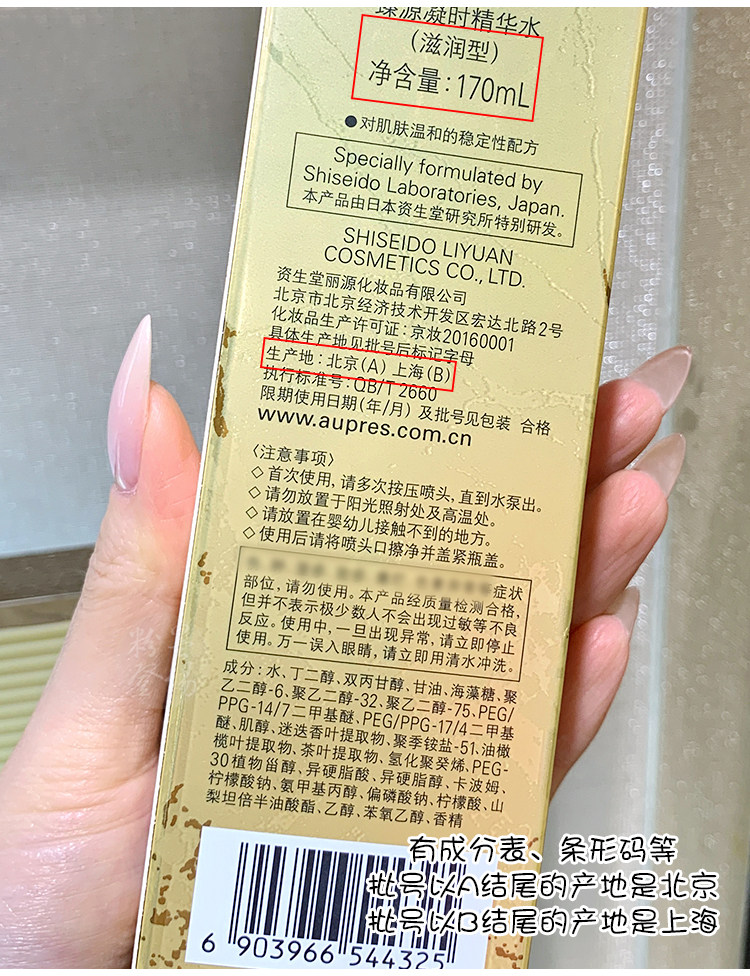 臻源凝时精华水
(滋润型)
净含量:170mL
●对肌肤温和的稳定性配方
Specially formulated by
Shiseido Laboratories, Japan.
本产品由日本资生堂研究所特别研发。
SHISEIDO LIYUAN
COSMETICS CO., LTD.
资生堂丽源化妆品有限公司
北京市北京经济技术开发区宏达北路2号
化妆品生产许可证:京妆20160001
具体生产地见批号后标记字母
生产地:北京(A) 上海(B)
执行标准号:QB/T 2660
限期使用日期(年/月) 及批号见包装 合格
www.aupres.com.cn
〈注意事项〉
◇首次使用,请多次按压喷头,直到水泵出。
◇请勿放置于阳光照射处及高温处。
◇请放置在婴幼儿接触不到的地方。
◇使用后请将喷头口擦净并盖紧瓶盖。
症状
部位,请勿使用。本产品经质量检测合格,
但并不表示极少数人不会出现过敏等不良
反应。使用中,一旦出现异常,请立即停止
使用。万一误入眼睛,请立即用清水冲洗。
成分:水、丁二醇、双丙甘醇、甘油、海藻糖、聚
乙二醇-6、聚乙二醇-32、聚乙二醇-75、PEG/
PPG-14/7二甲基醚、PEG/PPG-17/4二甲基
醚、肌醇、迷迭香叶提取物、聚季铵盐-51、油橄
榄叶提取物、茶叶提取物、氢化聚癸烯、PEG-
30植物甾醇、异硬脂酸、异硬脂醇、卡波姆、
柠檬酸钠、氨甲基丙醇、偏磷酸钠、柠檬酸、山
梨坦倍半油酸酯、乙醇、苯氧乙醇、香精
有成分表、条形码等
批号以A结尾的产地是北京
批号以B结尾的产地是上海
6 903966 544325